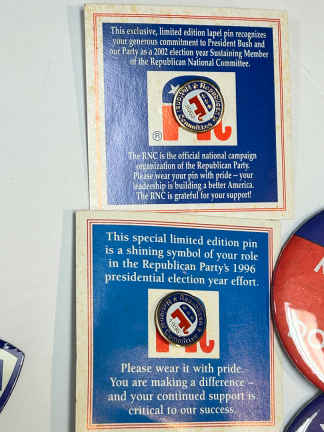 This exclusive, limited edition lapel pin recognizes
your generous commitment to President Bush and
our Party as a 2002 election year Sustaining Member
of the Republican National Committee.
®
The RNC is the official national campaign
organization of the Republican Party.
Please wear your pin with pride – your
leadership is building a better America.
The RNC is grateful for your support!
This special limited edition pin
is a shining symbol of your role
in the Republican Party's 1996
presidential election year effort.
Please wear it with pride.
You are making a difference –
and your continued support is
critical to our success.